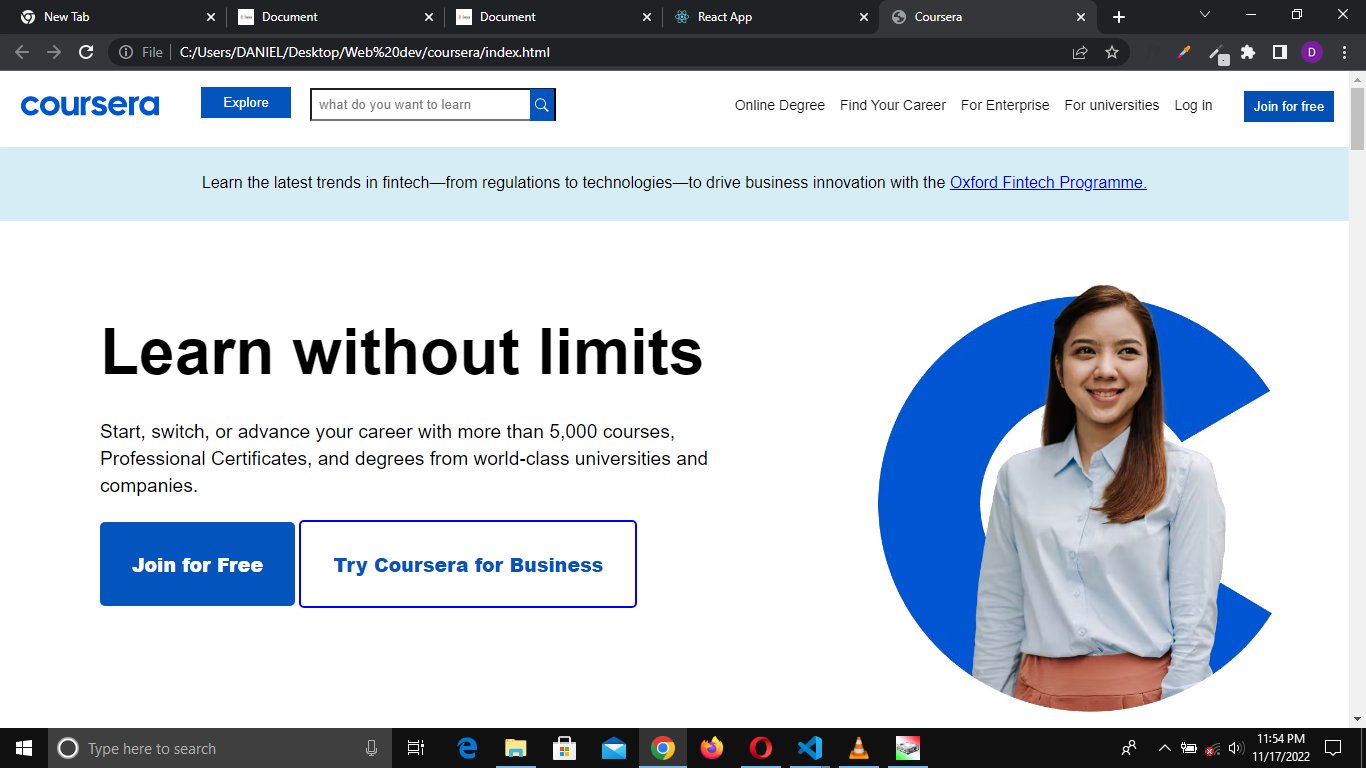 New Tab
Document
Document
React App
Coursera
File
C:/Users/DANIEL/Desktop/Web%20dev/coursera/index.html
D
coursera
Explore
what do you want to learn
Online Degree
Find Your Career
For Enterprise
For universities
Log in
Join for free
Learn the latest trends in fintech—from regulations to technologies—to drive business innovation with the Oxford Fintech Programme.
Learn without limits
Start, switch, or advance your career with more than 5,000 courses,
Professional Certificates, and degrees from world-class universities and
companies.
Join for Free
Try Coursera for Business
Type here to search
11:54 PM
11/17/2022